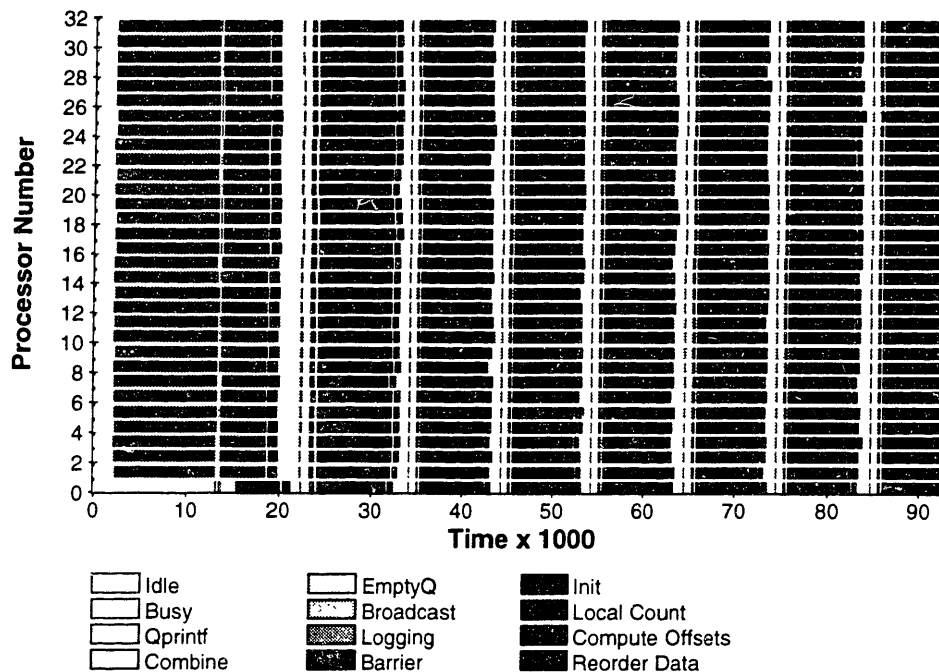 32
30
28
26
24
22
20
18
16
14
12
10
8
6
4
2
0
Processor Number
0 10 20 30 40 50 60 70 80 90
Time x 1000
Idle EmptyQ Init
Busy Broadcast Local Count
Qprintf Logging Compute Offsets
Combine Barrier Reorder Data